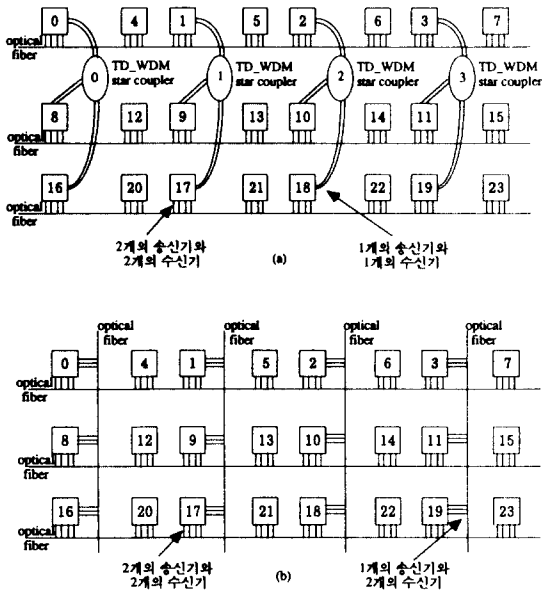 0 4 1 5 2 6 3 7
optical
fiber
TD_WDM
star coupler
0
TD_WDM
star coupler
1
TD_WDM
star coupler
2
TD_WDM
star coupler
3
8 12 9 13 10 14 11 15
optical
fiber
16 20 17 21 18 22 19 23
optical
fiber
2개의 송신기와
2개의 수신기
1개의 송신기와
1개의 수신기
(a)
optical
fiber
optical
fiber
optical
fiber
optical
fiber
0 4 1 5 2 6 3 7
optical
fiber
8 12 9 13 10 14 11 15
optical
fiber
16 20 17 21 18 22 19 23
optical
fiber
2개의 송신기와
2개의 수신기
1개의 송신기와
2개의 수신기
(b)